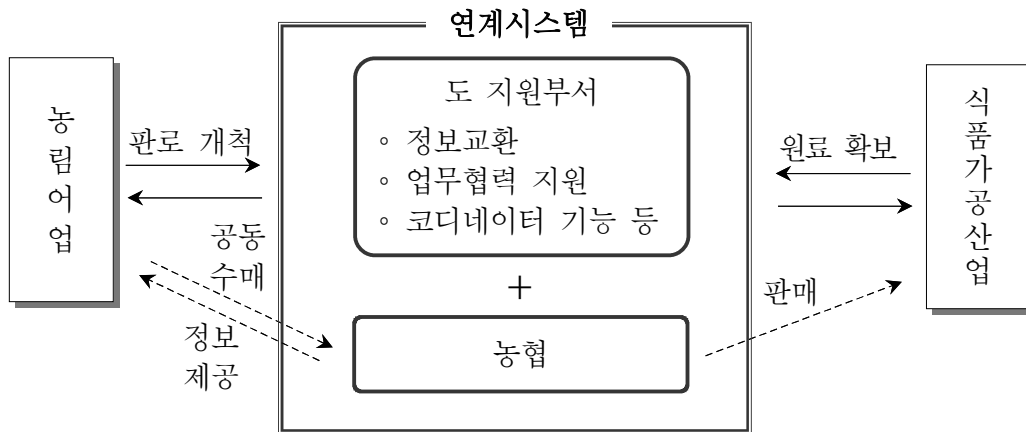 연계시스템
농림어업
판로 개척
공동
수매
정보
제공
도 지원부서
◦ 정보교환
◦ 업무협력 지원
◦ 코디네이터 기능 등
+
농협
원료 확보
판매
식품가공산업